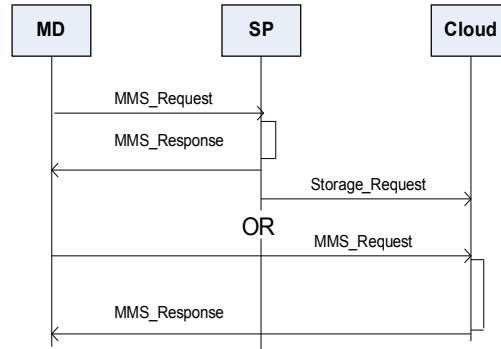 MD
SP
Cloud
MMS_Request
MMS_Response
Storage_Request
OR
MMS_Request
MMS_Response